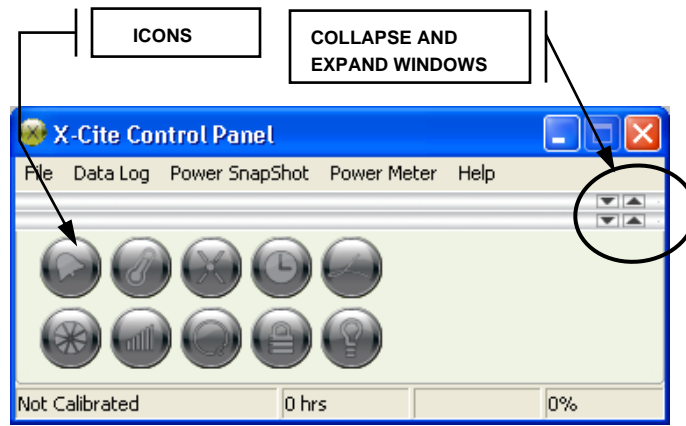 ICONS
COLLAPSE AND
EXPAND WINDOWS
X-Cite Control Panel
File Data Log Power SnapShot Power Meter Help
Not Calibrated 0 hrs 0%